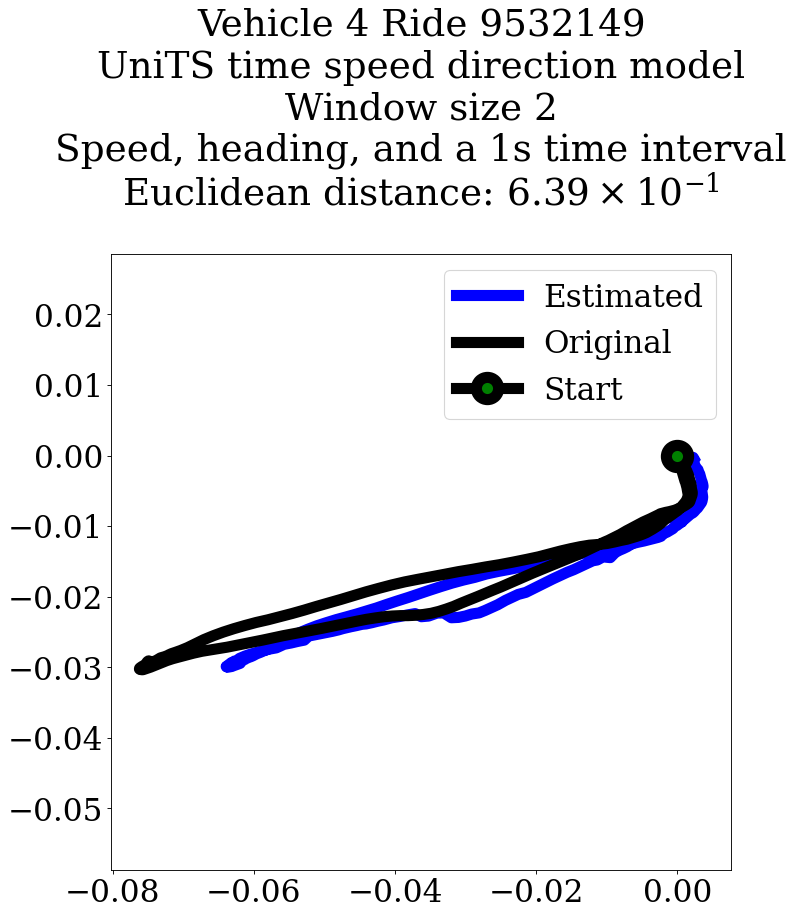 Vehicle 4 Ride 9532149
UniTS time speed direction model
Window size 2
Speed, heading, and a 1s time interval
Euclidean distance: 6.39 × 10⁻¹
Estimated
Original
Start
0.02
0.01
0.00
−0.01
−0.02
−0.03
−0.04
−0.05
−0.08 −0.06 −0.04 −0.02 0.00